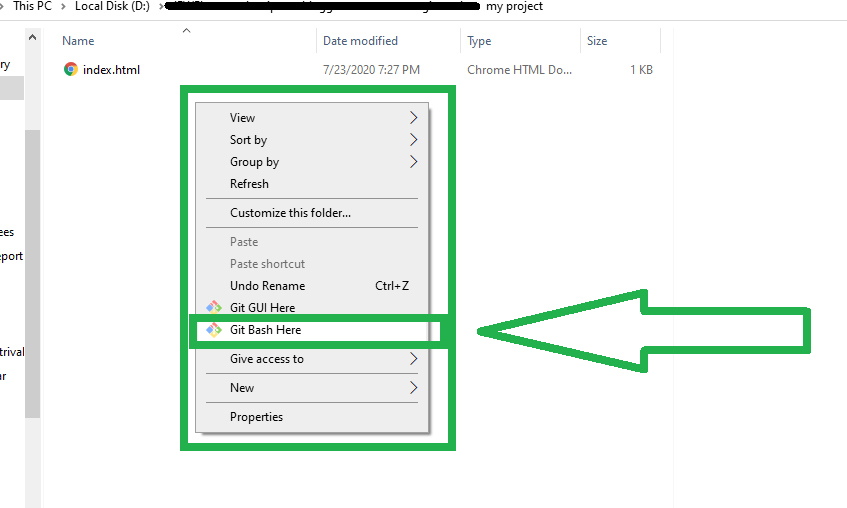 This PC > Local Disk (D:) > my project
Name Date modified Type Size
index.html 7/23/2020 7:27 PM Chrome HTML Do... 1 KB
View
Sort by
Group by
Refresh
Customize this folder...
Paste
Paste shortcut
Undo Rename Ctrl+Z
Git GUI Here
Git Bash Here
Give access to
New
Properties
ry
ees
eport
trival
ar